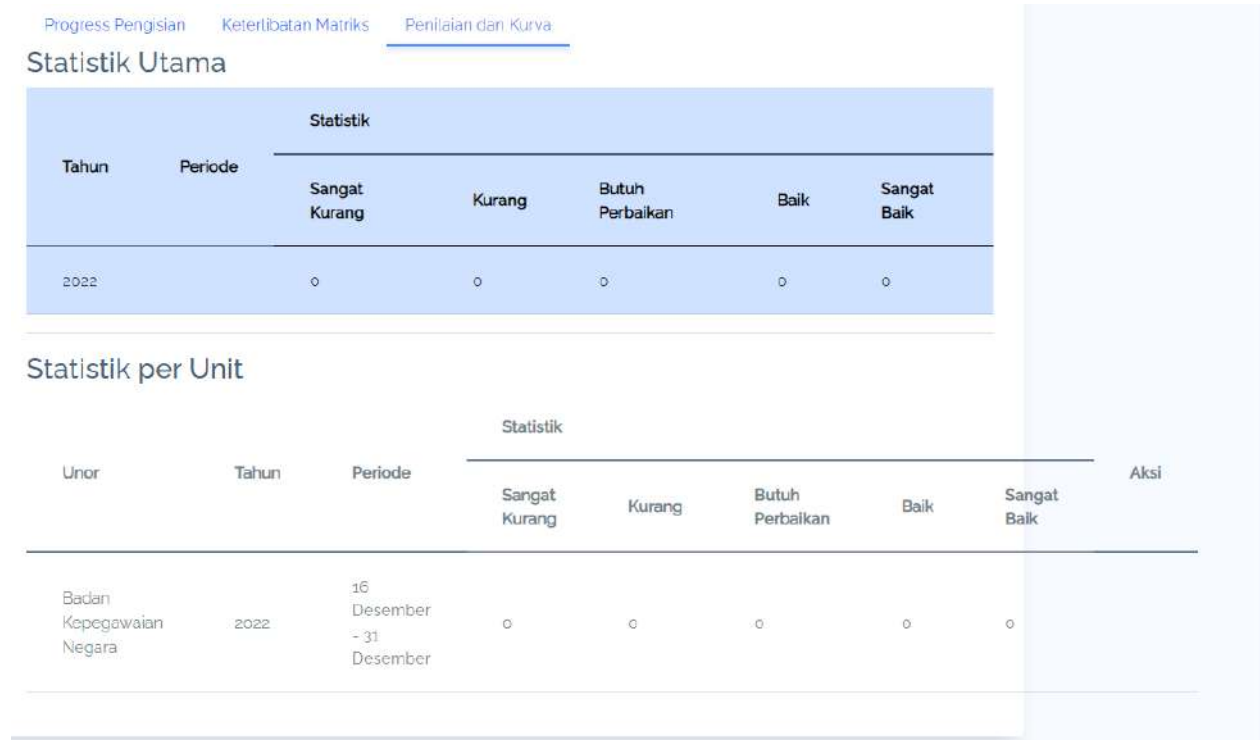 Progress Pengisian Keterlibatan Matriks Penilaian dan Kurva
Statistik Utama
Statistik
Tahun Periode
Sangat Kurang Butuh Baik Sangat
Kurang Perbaikan Baik
2022 0 0 0 0 0
Statistik per Unit
Statistik
Unor Tahun Periode Aksi
Sangat Kurang Butuh Baik Sangat
Kurang Perbaikan Baik
16
Badan Desember
Kepegawaian 2022 0 0 0 0 0
- 31
Negara
Desember